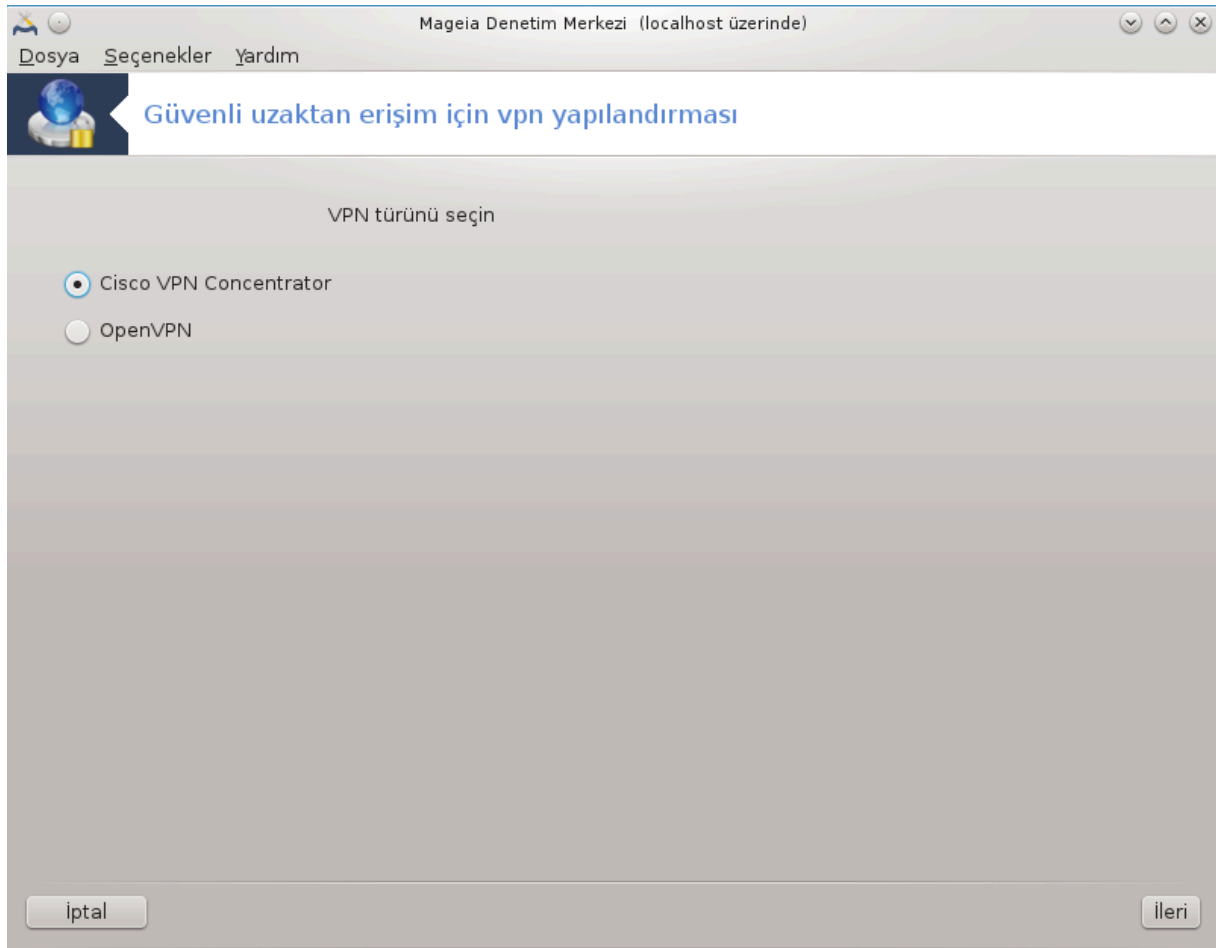 Mageia Denetim Merkezi (localhost üzerinde)
Dosya Seçenekler Yardım
Güvenli uzaktan erişim için vpn yapılandırması
VPN türünü seçin
Cisco VPN Concentrator
OpenVPN
İptal İleri